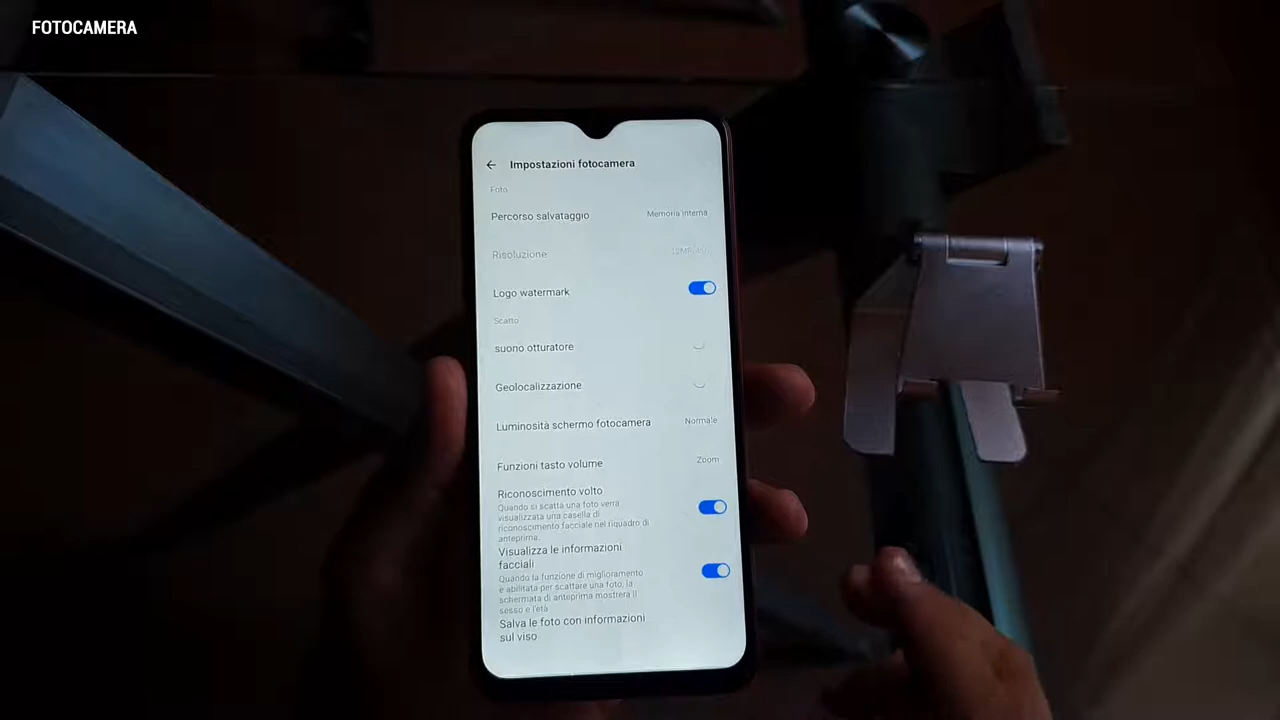 FOTOCAMERA
Impostazioni fotocamera
Foto
Percorso salvataggio Memoria interna
Risoluzione
Logo watermark
Scatto
suono otturatore
Geolocalizzazione
Luminosità schermo fotocamera Normale
Funzioni tasto volume Zoom
Riconoscimento volto
Quando si scatta una foto verrà
visualizzata una casella di
riconoscimento facciale nel riquadro di
anteprima.
Visualizza le informazioni
facciali
Quando la funzione di miglioramento
è abilitata per scattare una foto, la
schermata di anteprima mostrerà il
sesso e l'età
Salva le foto con informazioni
sul viso